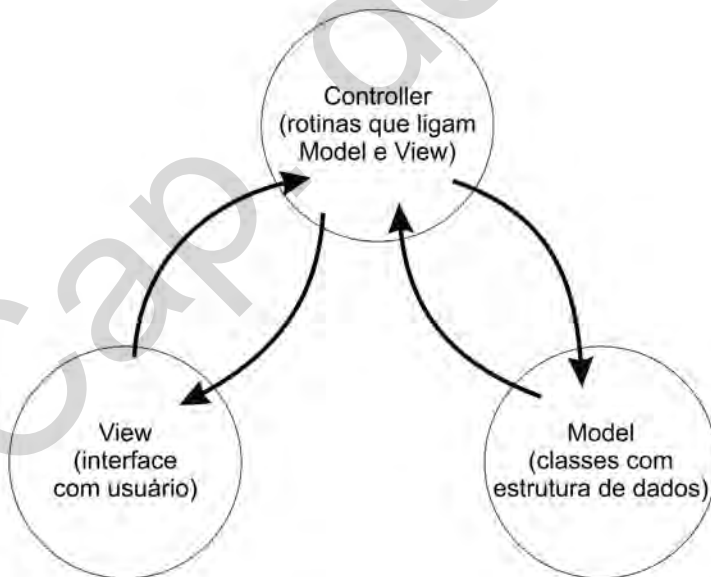 Controller
(rotinas que ligam
Model e View)
View
(interface
com usuário)
Model
(classes com
estrutura de dados)